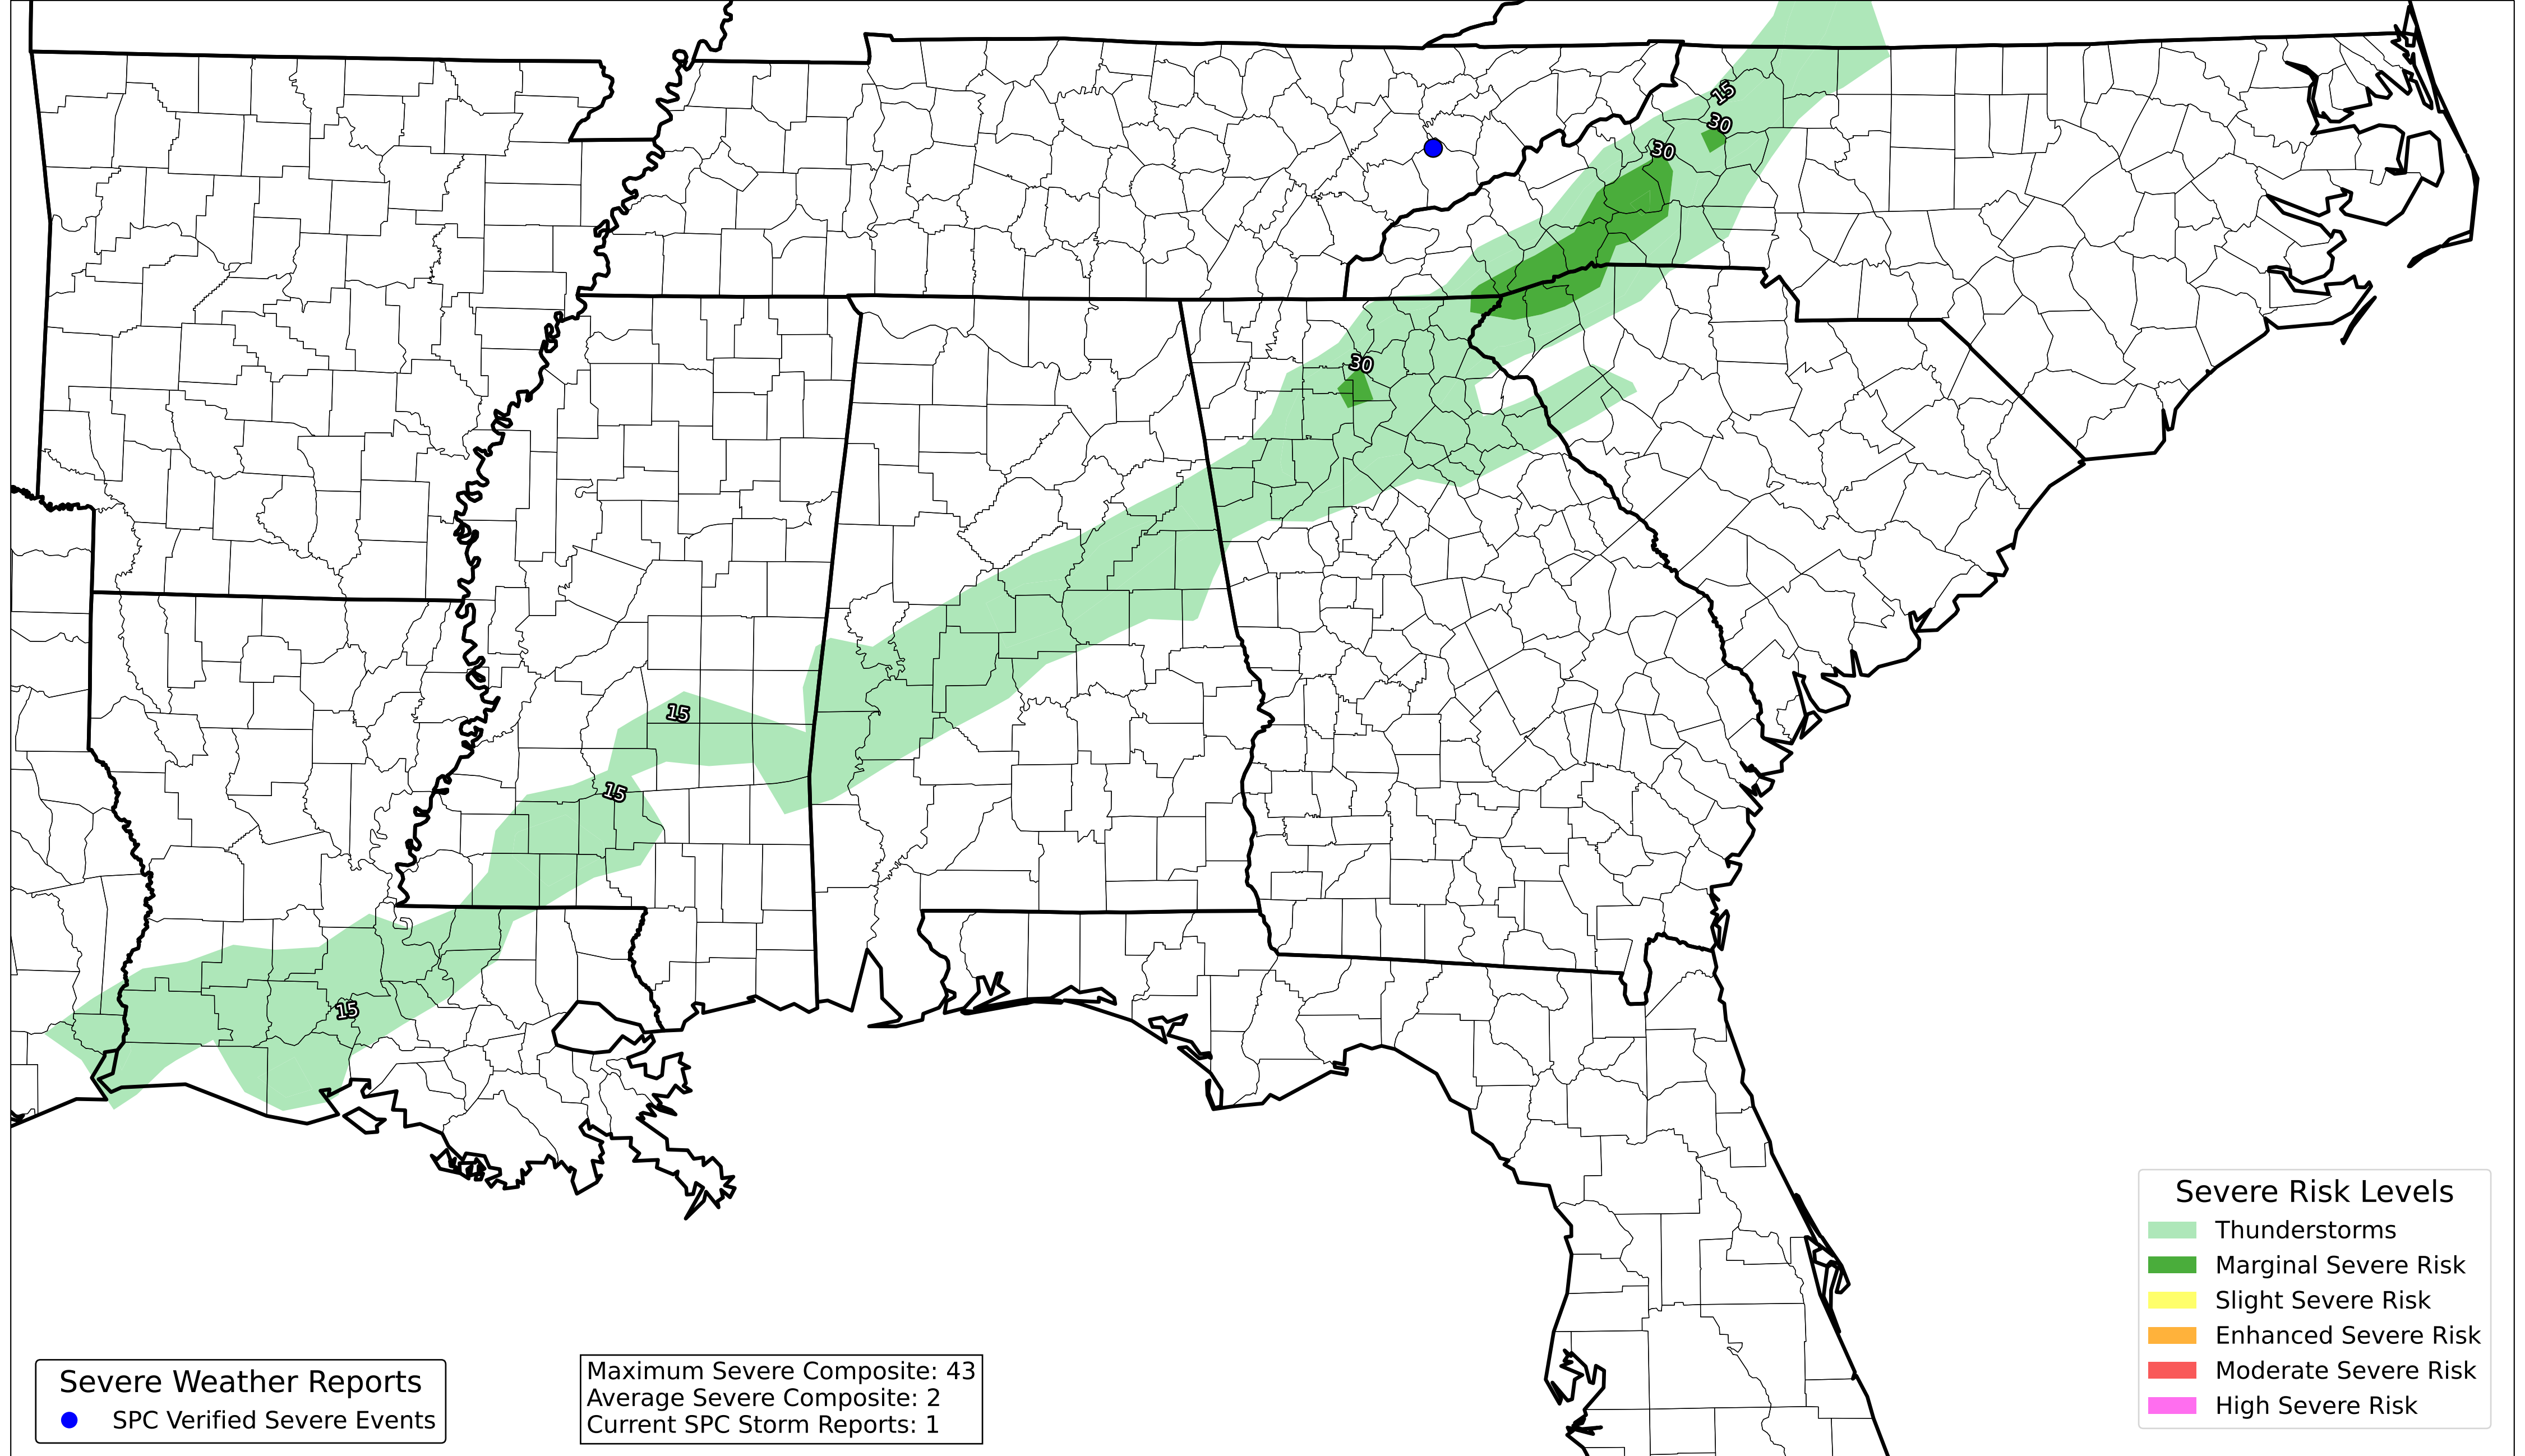 15
30
30
30
15
15
15
Severe Risk Levels
Thunderstorms
Marginal Severe Risk
Slight Severe Risk
Enhanced Severe Risk
Moderate Severe Risk
High Severe Risk
Severe Weather Reports
SPC Verified Severe Events
Maximum Severe Composite: 43
Average Severe Composite: 2
Current SPC Storm Reports: 1